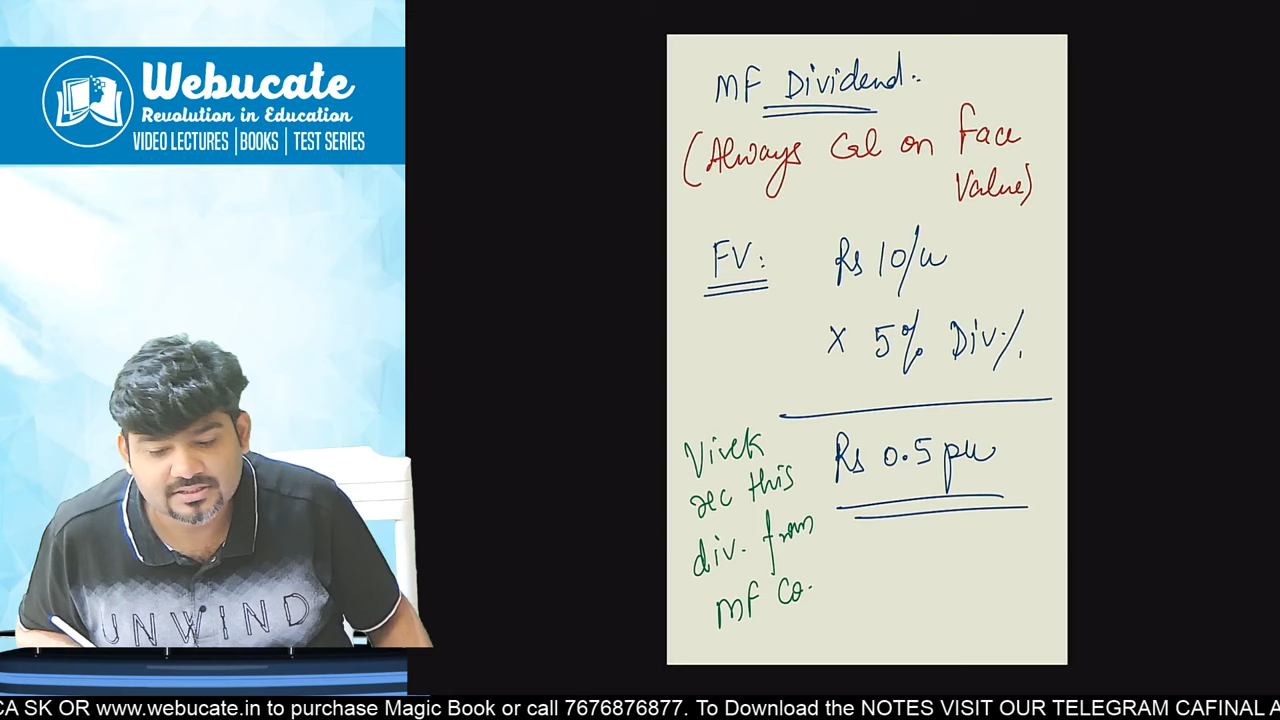 Webucate
Revolution in Education
VIDEO LECTURES | BOOKS | TEST SERIES
MF Dividend:-
(Always Cal on Face
Value)
FV: Rs 10/u
x 5% Div%
Rs 0.5 pu
Vivek
rec this
div. from
MF Co.
UNWIND
CA SK OR www.webucate.in to purchase Magic Book or call 7676876877. To Download the NOTES VISIT OUR TELEGRAM CAFINAL A